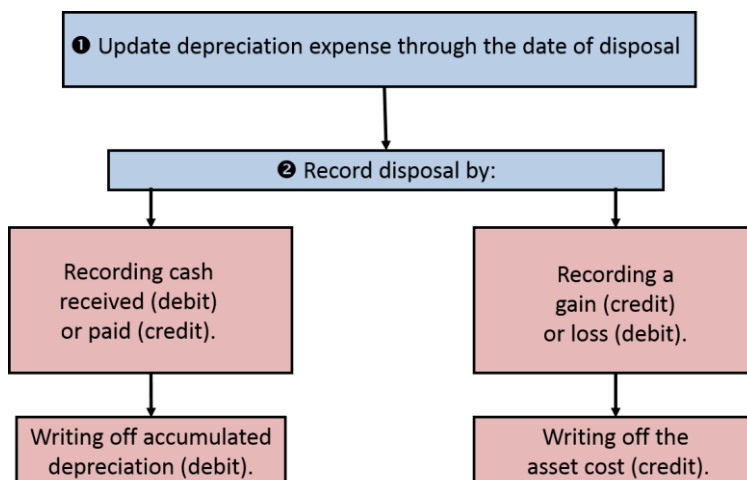 ❶ Update depreciation expense through the date of disposal
❷ Record disposal by:
Recording cash
received (debit)
or paid (credit).
Recording a
gain (credit)
or loss (debit).
Writing off accumulated
depreciation (debit).
Writing off the
asset cost (credit).